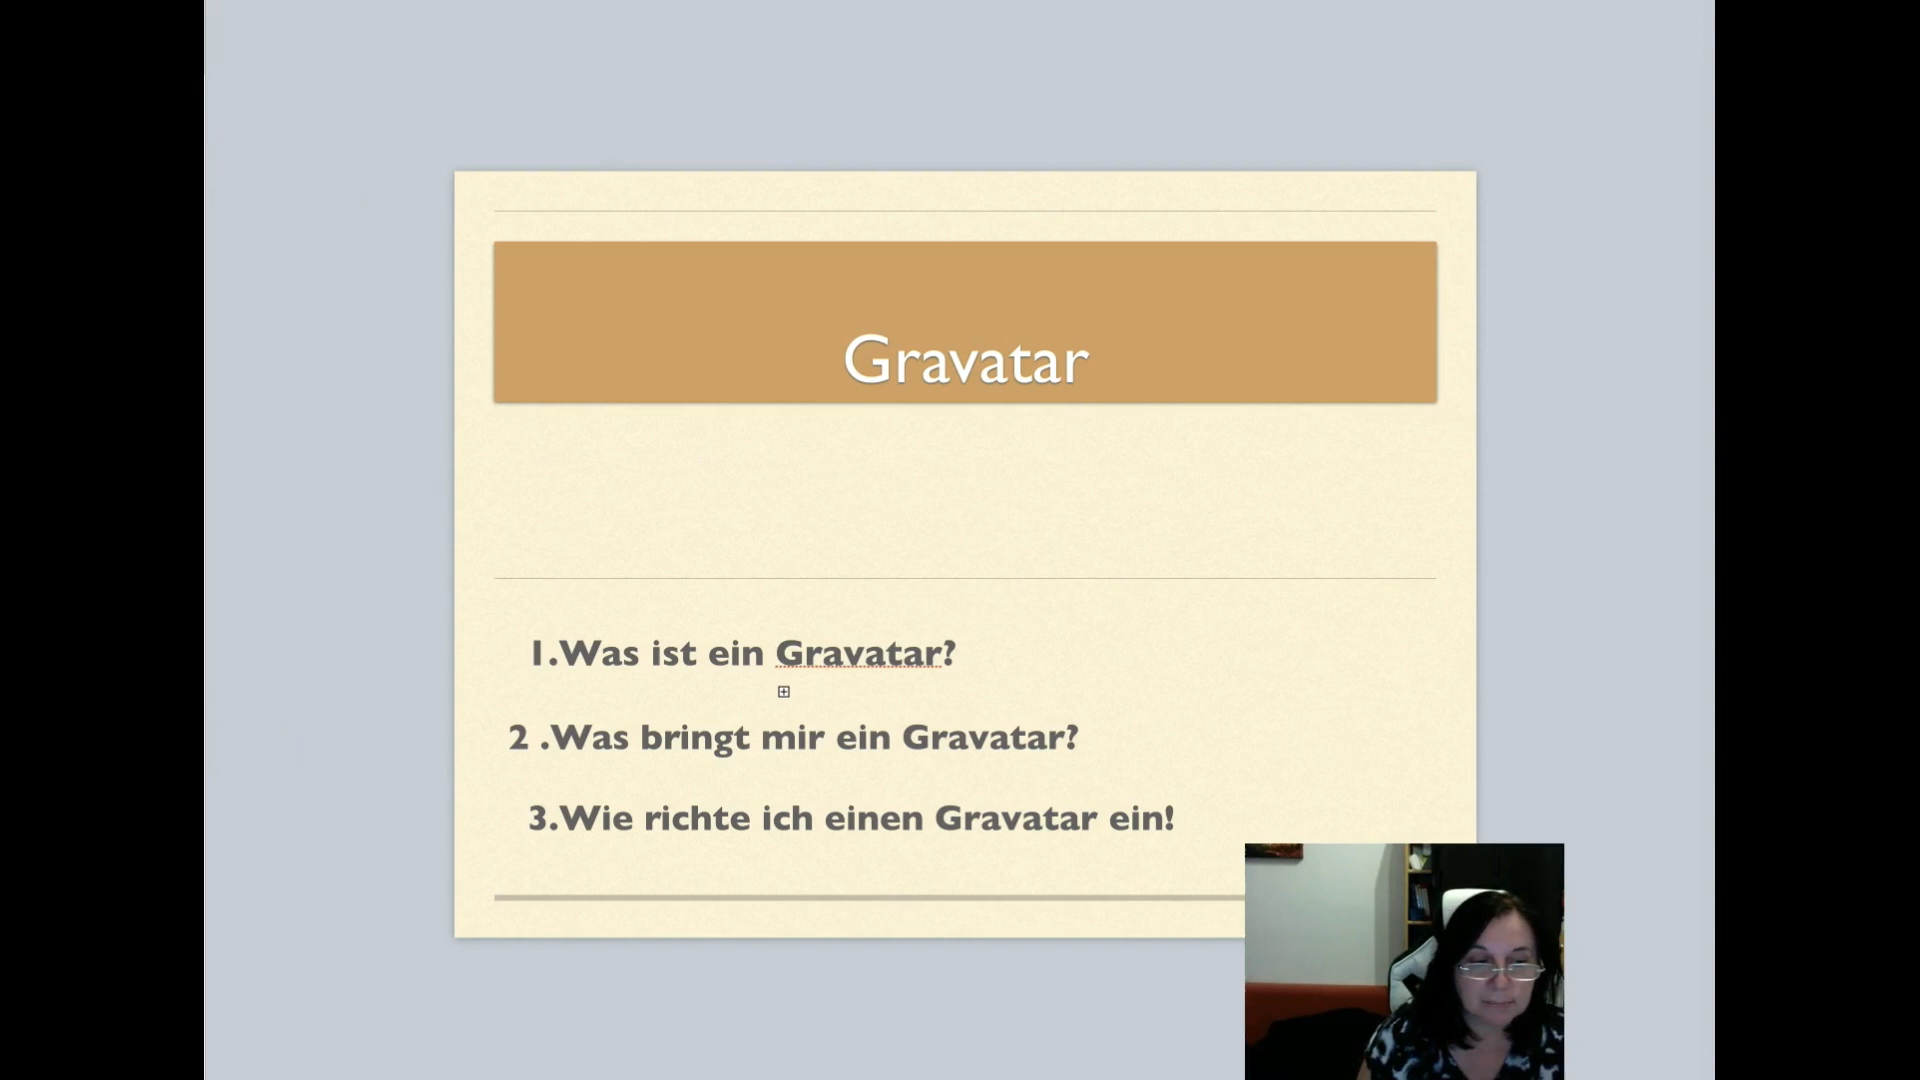 Gravatar
1.Was ist ein Gravatar?
2 .Was bringt mir ein Gravatar?
3.Wie richte ich einen Gravatar ein!